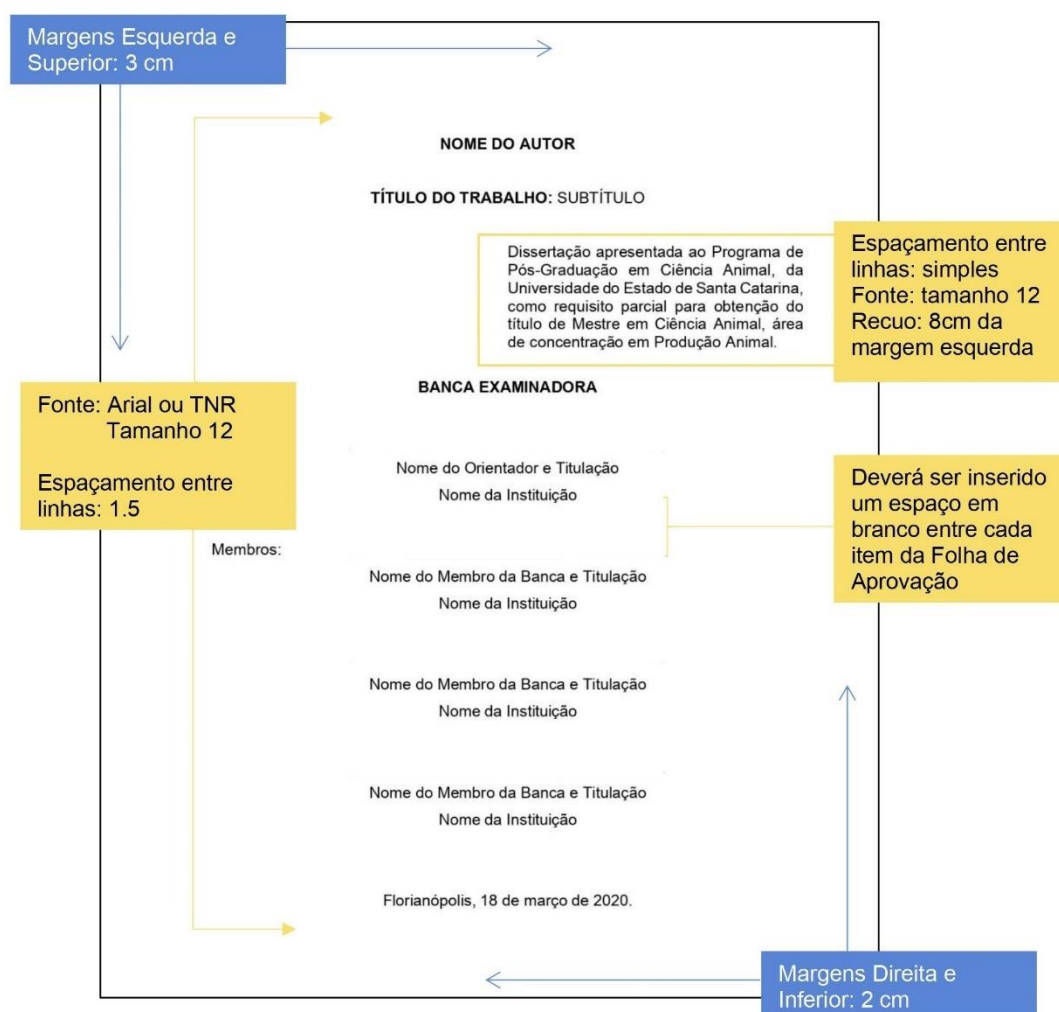 Margens Esquerda e
Superior: 3 cm
NOME DO AUTOR
TÍTULO DO TRABALHO: SUBTÍTULO
Dissertação apresentada ao Programa de
Pós-Graduação em Ciência Animal, da
Universidade do Estado de Santa Catarina,
como requisito parcial para obtenção do
título de Mestre em Ciência Animal, área
de concentração em Produção Animal.
Espaçamento entre
linhas: simples
Fonte: tamanho 12
Recuo: 8cm da
margem esquerda
BANCA EXAMINADORA
Fonte: Arial ou TNR
Tamanho 12
Espaçamento entre
linhas: 1.5
Nome do Orientador e Titulação
Nome da Instituição
Deverá ser inserido
um espaço em
branco entre cada
item da Folha de
Aprovação
Membros:
Nome do Membro da Banca e Titulação
Nome da Instituição
Nome do Membro da Banca e Titulação
Nome da Instituição
Nome do Membro da Banca e Titulação
Nome da Instituição
Florianópolis, 18 de março de 2020.
Margens Direita e
Inferior: 2 cm